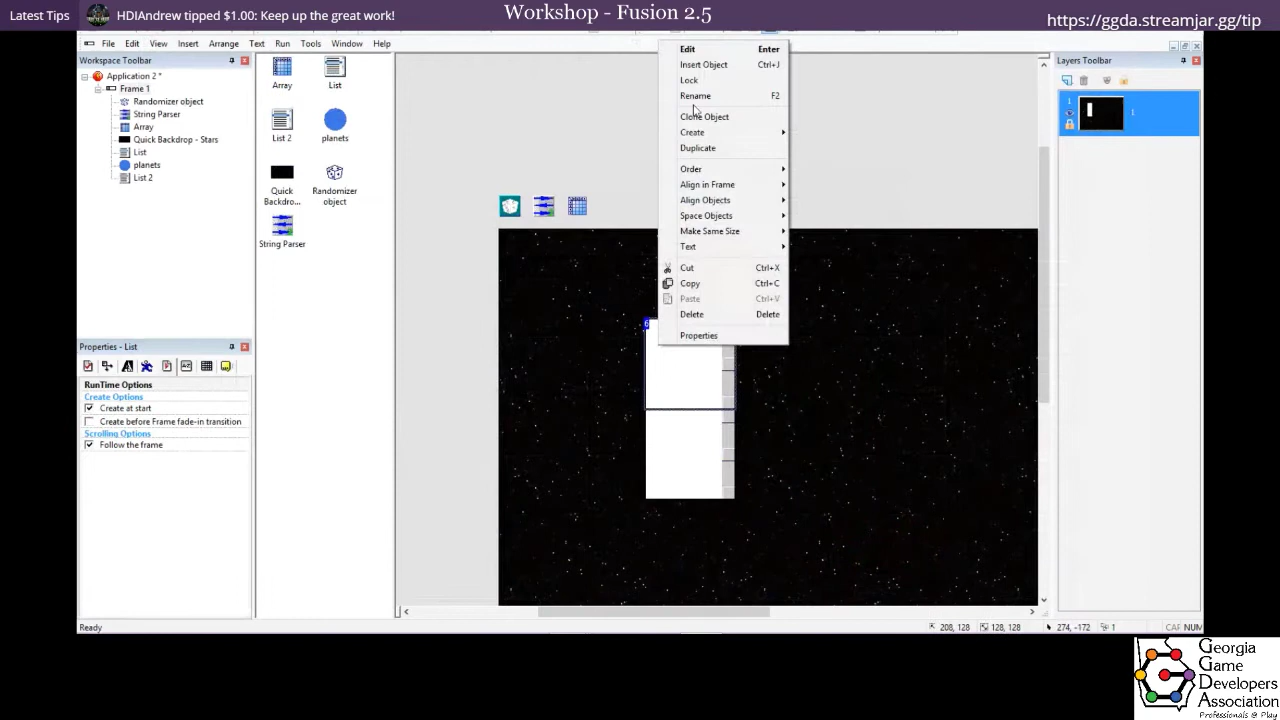 Latest Tips
HDIAndrew tipped $1.00: Keep up the great work!
Workshop - Fusion 2.5
https://ggda.streamjar.gg/tip
File Edit View Insert Arrange Text Run Tools Window Help
Workspace Toolbar
Application 2 *
Frame 1
Randomizer object
String Parser
Array
Quick Backdrop - Stars
List
planets
List 2
Properties - List
RunTime Options
Create Options
Create at start
Create before Frame fade-in transition
Scrolling Options
Follow the frame
Array
List
List 2
planets
Quick
Backdro...
Randomizer
object
String Parser
6
Edit Enter
Insert Object Ctrl+J
Lock
Rename F2
Clone Object
Create
Duplicate
Order
Align in Frame
Align Objects
Space Objects
Make Same Size
Text
Cut Ctrl+X
Copy Ctrl+C
Paste Ctrl+V
Delete Delete
Properties
Layers Toolbar
1
1
Ready
208, 128
128, 128
274, -172
1
CAP NUM
Georgia
Game
Developers
Association
Professionals @ Play